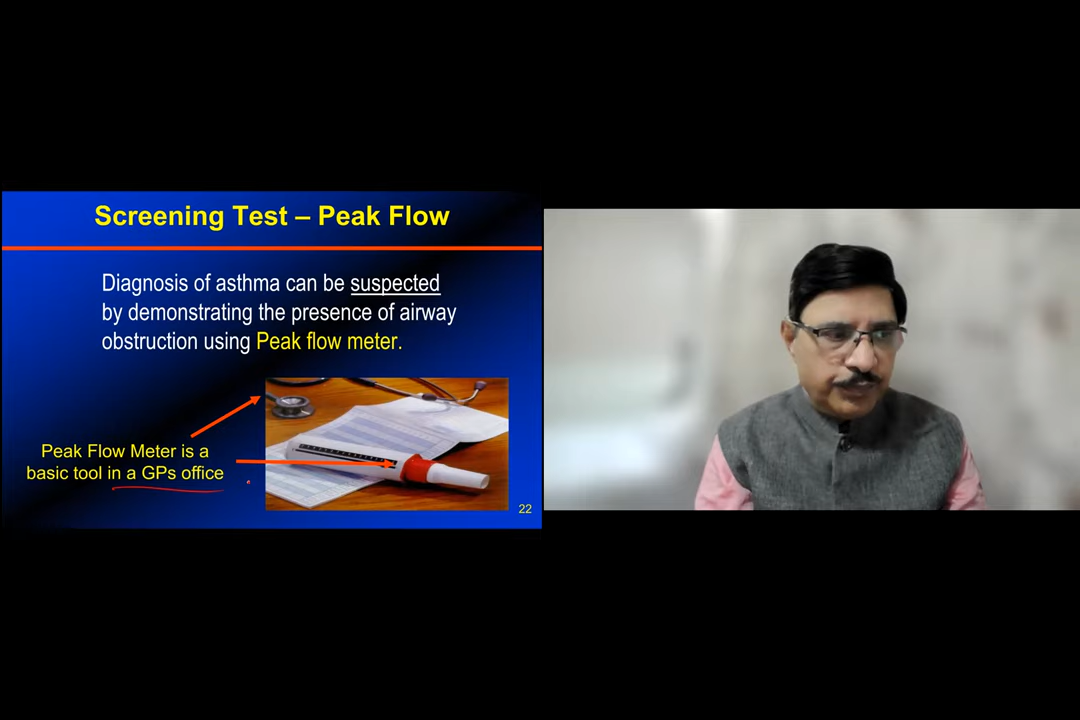 Screening Test – Peak Flow
Diagnosis of asthma can be suspected
by demonstrating the presence of airway
obstruction using Peak flow meter.
Peak Flow Meter is a
basic tool in a GPs office
22